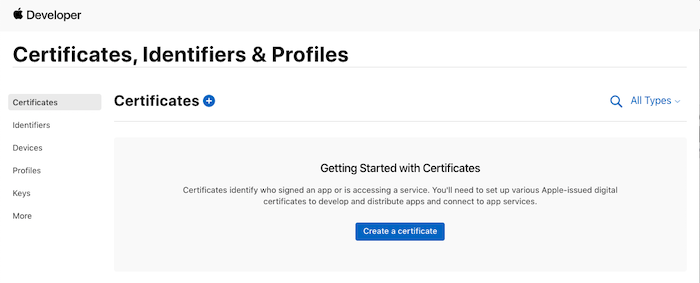 Developer
Certificates, Identifiers & Profiles
Certificates
Identifiers
Devices
Profiles
Keys
More
Certificates
All Types
Getting Started with Certificates
Certificates identify who signed an app or is accessing a service. You'll need to set up various Apple-issued digital
certificates to develop and distribute apps and connect to app services.
Create a certificate